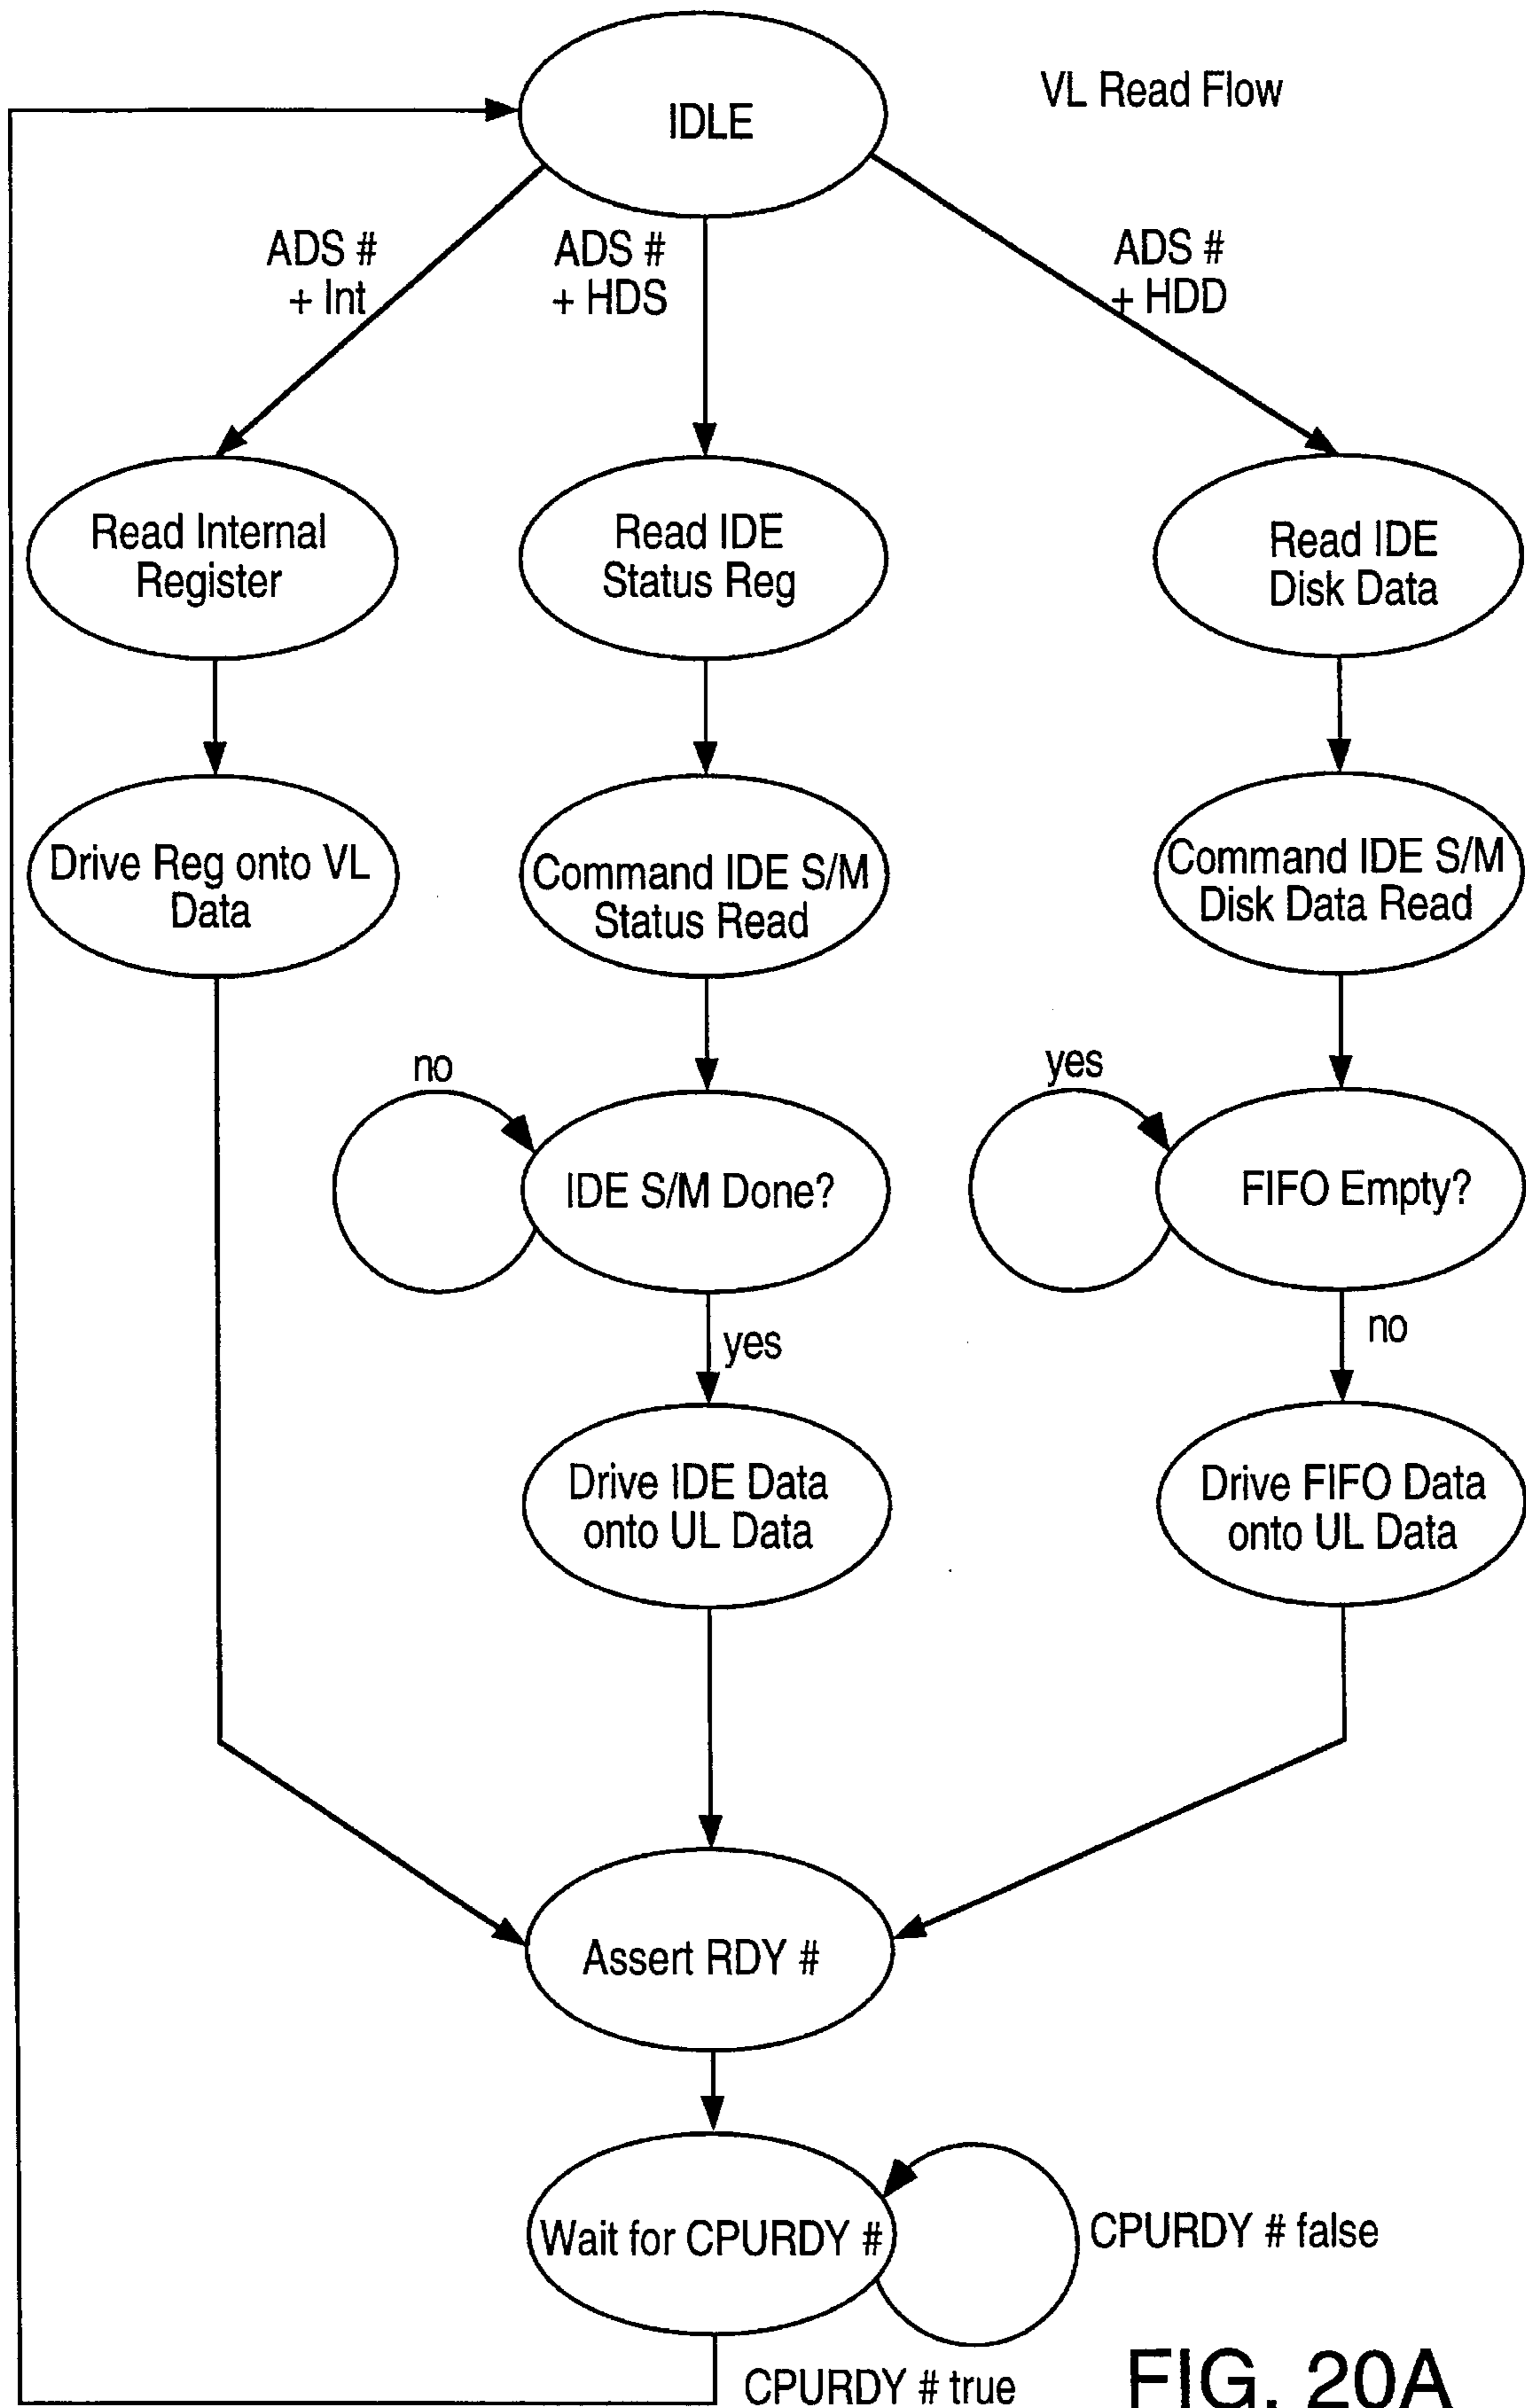 VL Read Flow
IDLE
ADS #
+ Int
ADS #
+ HDS
ADS #
+ HDD
Read Internal
Register
Read IDE
Status Reg
Read IDE
Disk Data
Drive Reg onto VL
Data
Command IDE S/M
Status Read
Command IDE S/M
Disk Data Read
no
yes
IDE S/M Done?
FIFO Empty?
yes
no
Drive IDE Data
onto UL Data
Drive FIFO Data
onto UL Data
Assert RDY #
Wait for CPURDY #
CPURDY # false
CPURDY # true
FIG. 20A